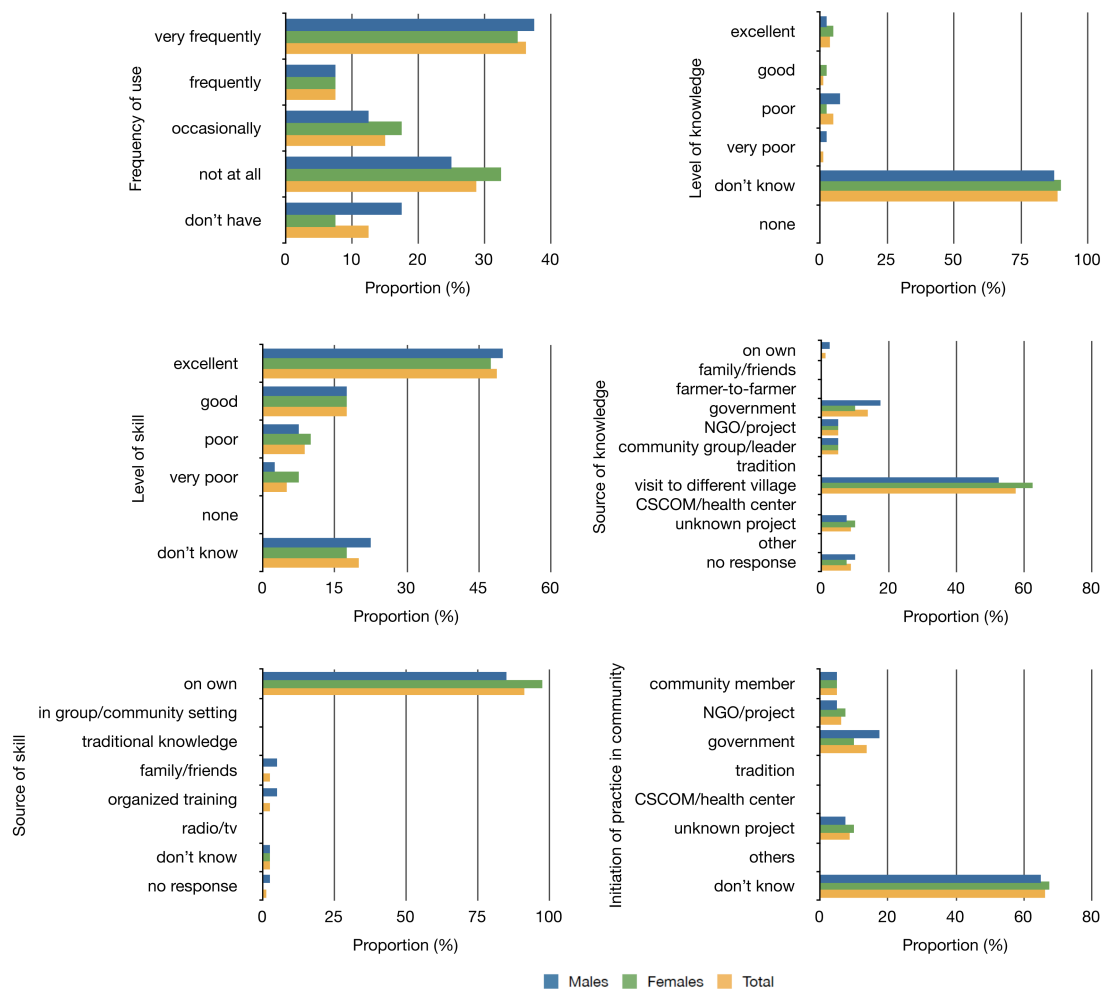 Frequency of use
very frequently
frequently
occasionally
not at all
don't have
0 10 20 30 40
Proportion (%)
Level of knowledge
excellent
good
poor
very poor
don't know
none
0 25 50 75 100
Proportion (%)
Level of skill
excellent
good
poor
very poor
none
don't know
0 15 30 45 60
Proportion (%)
Source of knowledge
on own
family/friends
farmer-to-farmer
government
NGO/project
community group/leader
tradition
visit to different village
CSCOM/health center
unknown project
other
no response
0 20 40 60 80
Proportion (%)
Source of skill
on own
in group/community setting
traditional knowledge
family/friends
organized training
radio/tv
don't know
no response
0 25 50 75 100
Proportion (%)
Initiation of practice in community
community member
NGO/project
government
tradition
CSCOM/health center
unknown project
others
don't know
0 20 40 60 80
Proportion (%)
Males Females Total